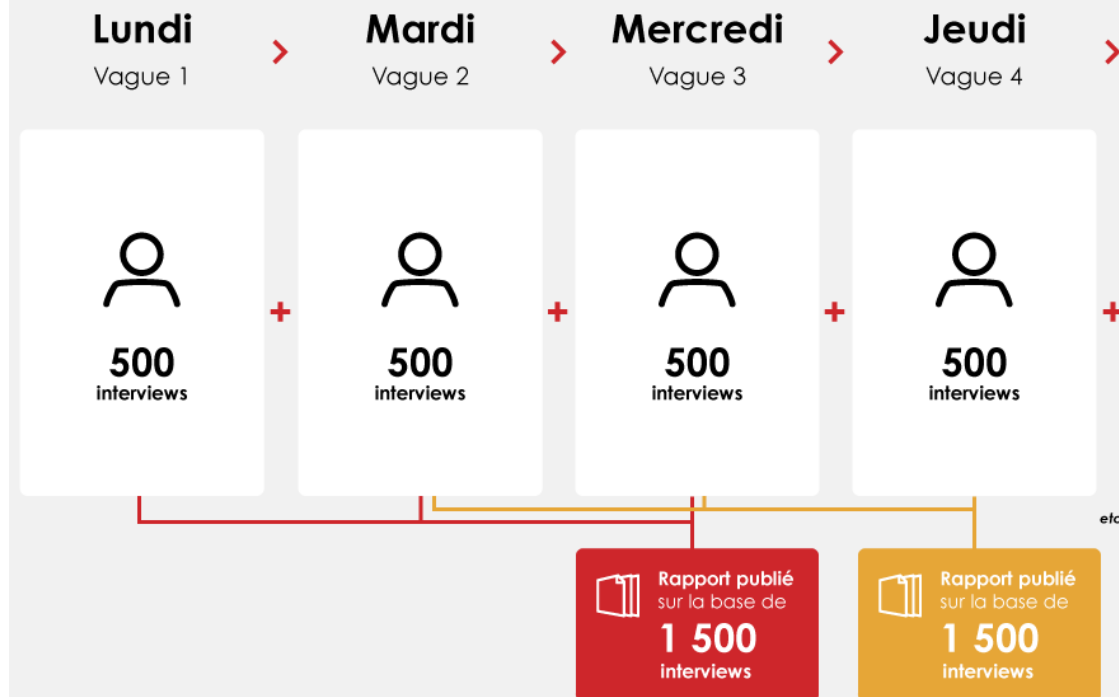 Lundi
Vague 1
Mardi
Vague 2
Mercredi
Vague 3
Jeudi
Vague 4
500
interviews
500
interviews
500
interviews
500
interviews
etc
Rapport publié
sur la base de
1 500
interviews
Rapport publié
sur la base de
1 500
interviews